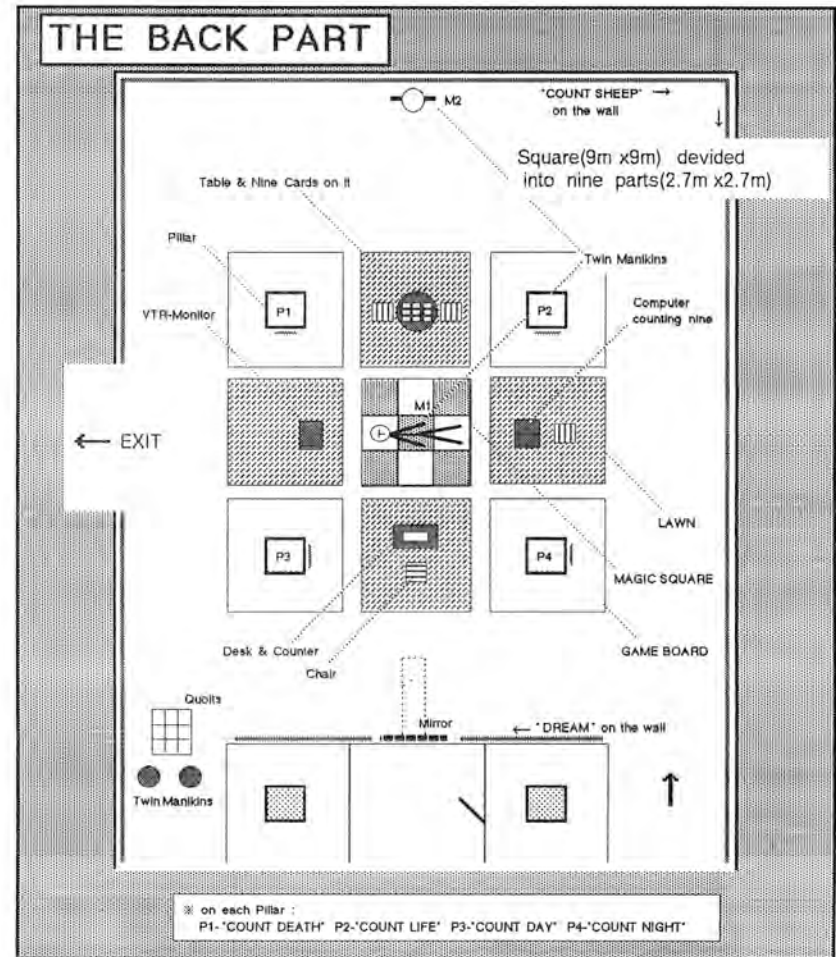 THE BACK PART
M2
"COUNT SHEEP" →
on the wall
↓
Square(9m x9m) devided
into nine parts(2.7m x2.7m)
Table & Nine Cards on It
Pillar
Twin Manikins
P1
P2
Computer
counting nine
VTR-Monitor
M1
← EXIT
LAWN
P3
P4
MAGIC SQUARE
Desk & Counter
GAME BOARD
Chair
Quoits
Mirror
← "DREAM" on the wall
Twin Manikins
↑
※ on each Pillar :
P1-"COUNT DEATH" P2-"COUNT LIFE" P3-"COUNT DAY" P4-"COUNT NIGHT"